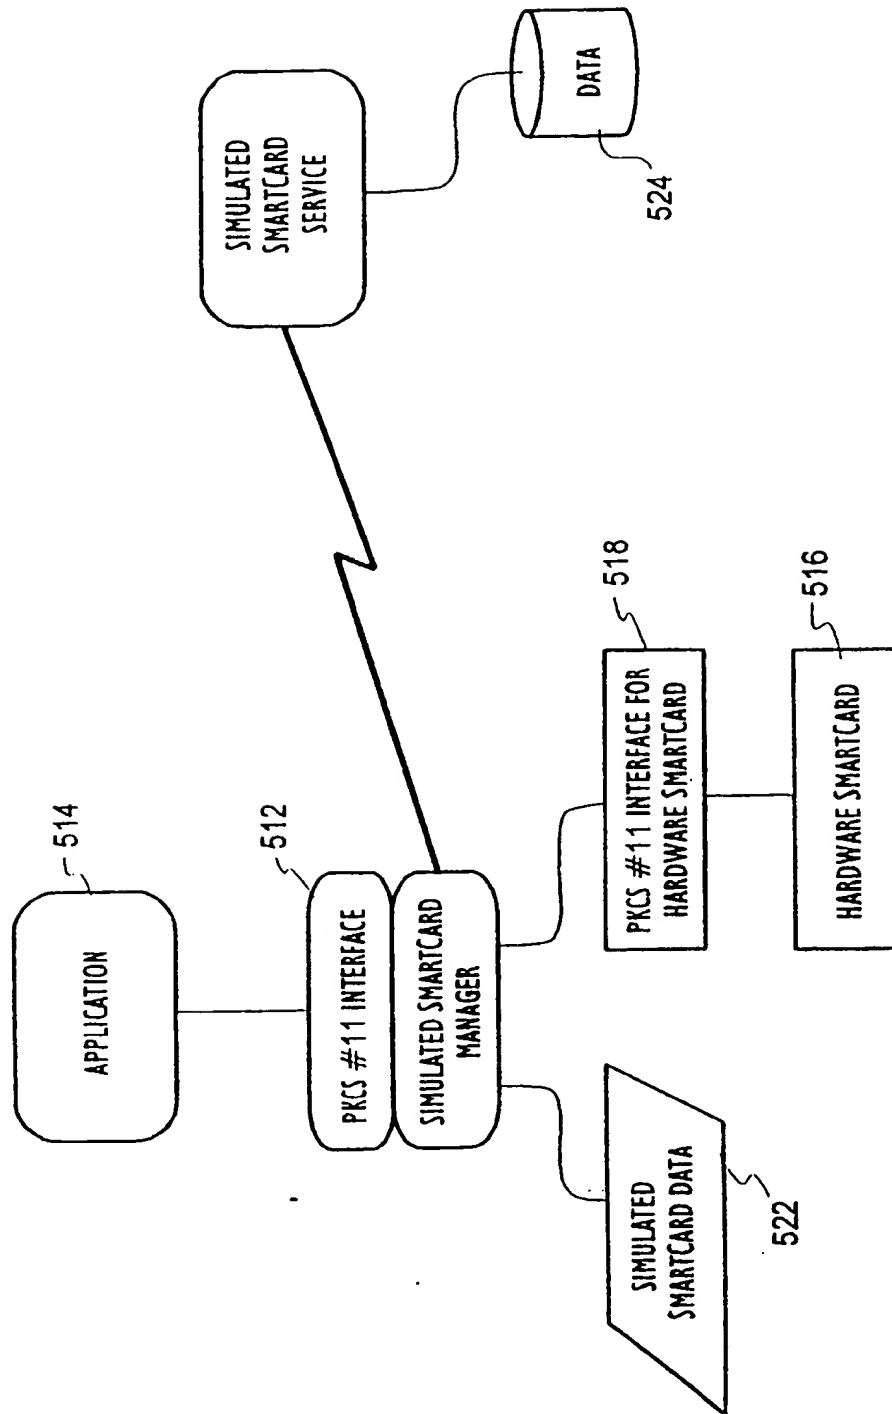 APPLICATION
514
PKCS #11 INTERFACE
512
SIMULATED SMARTCARD
MANAGER
SIMULATED
SMARTCARD DATA
522
PKCS #11 INTERFACE FOR
HARDWARE SMARTCARD
518
HARDWARE SMARTCARD
516
SIMULATED
SMARTCARD
SERVICE
DATA
524